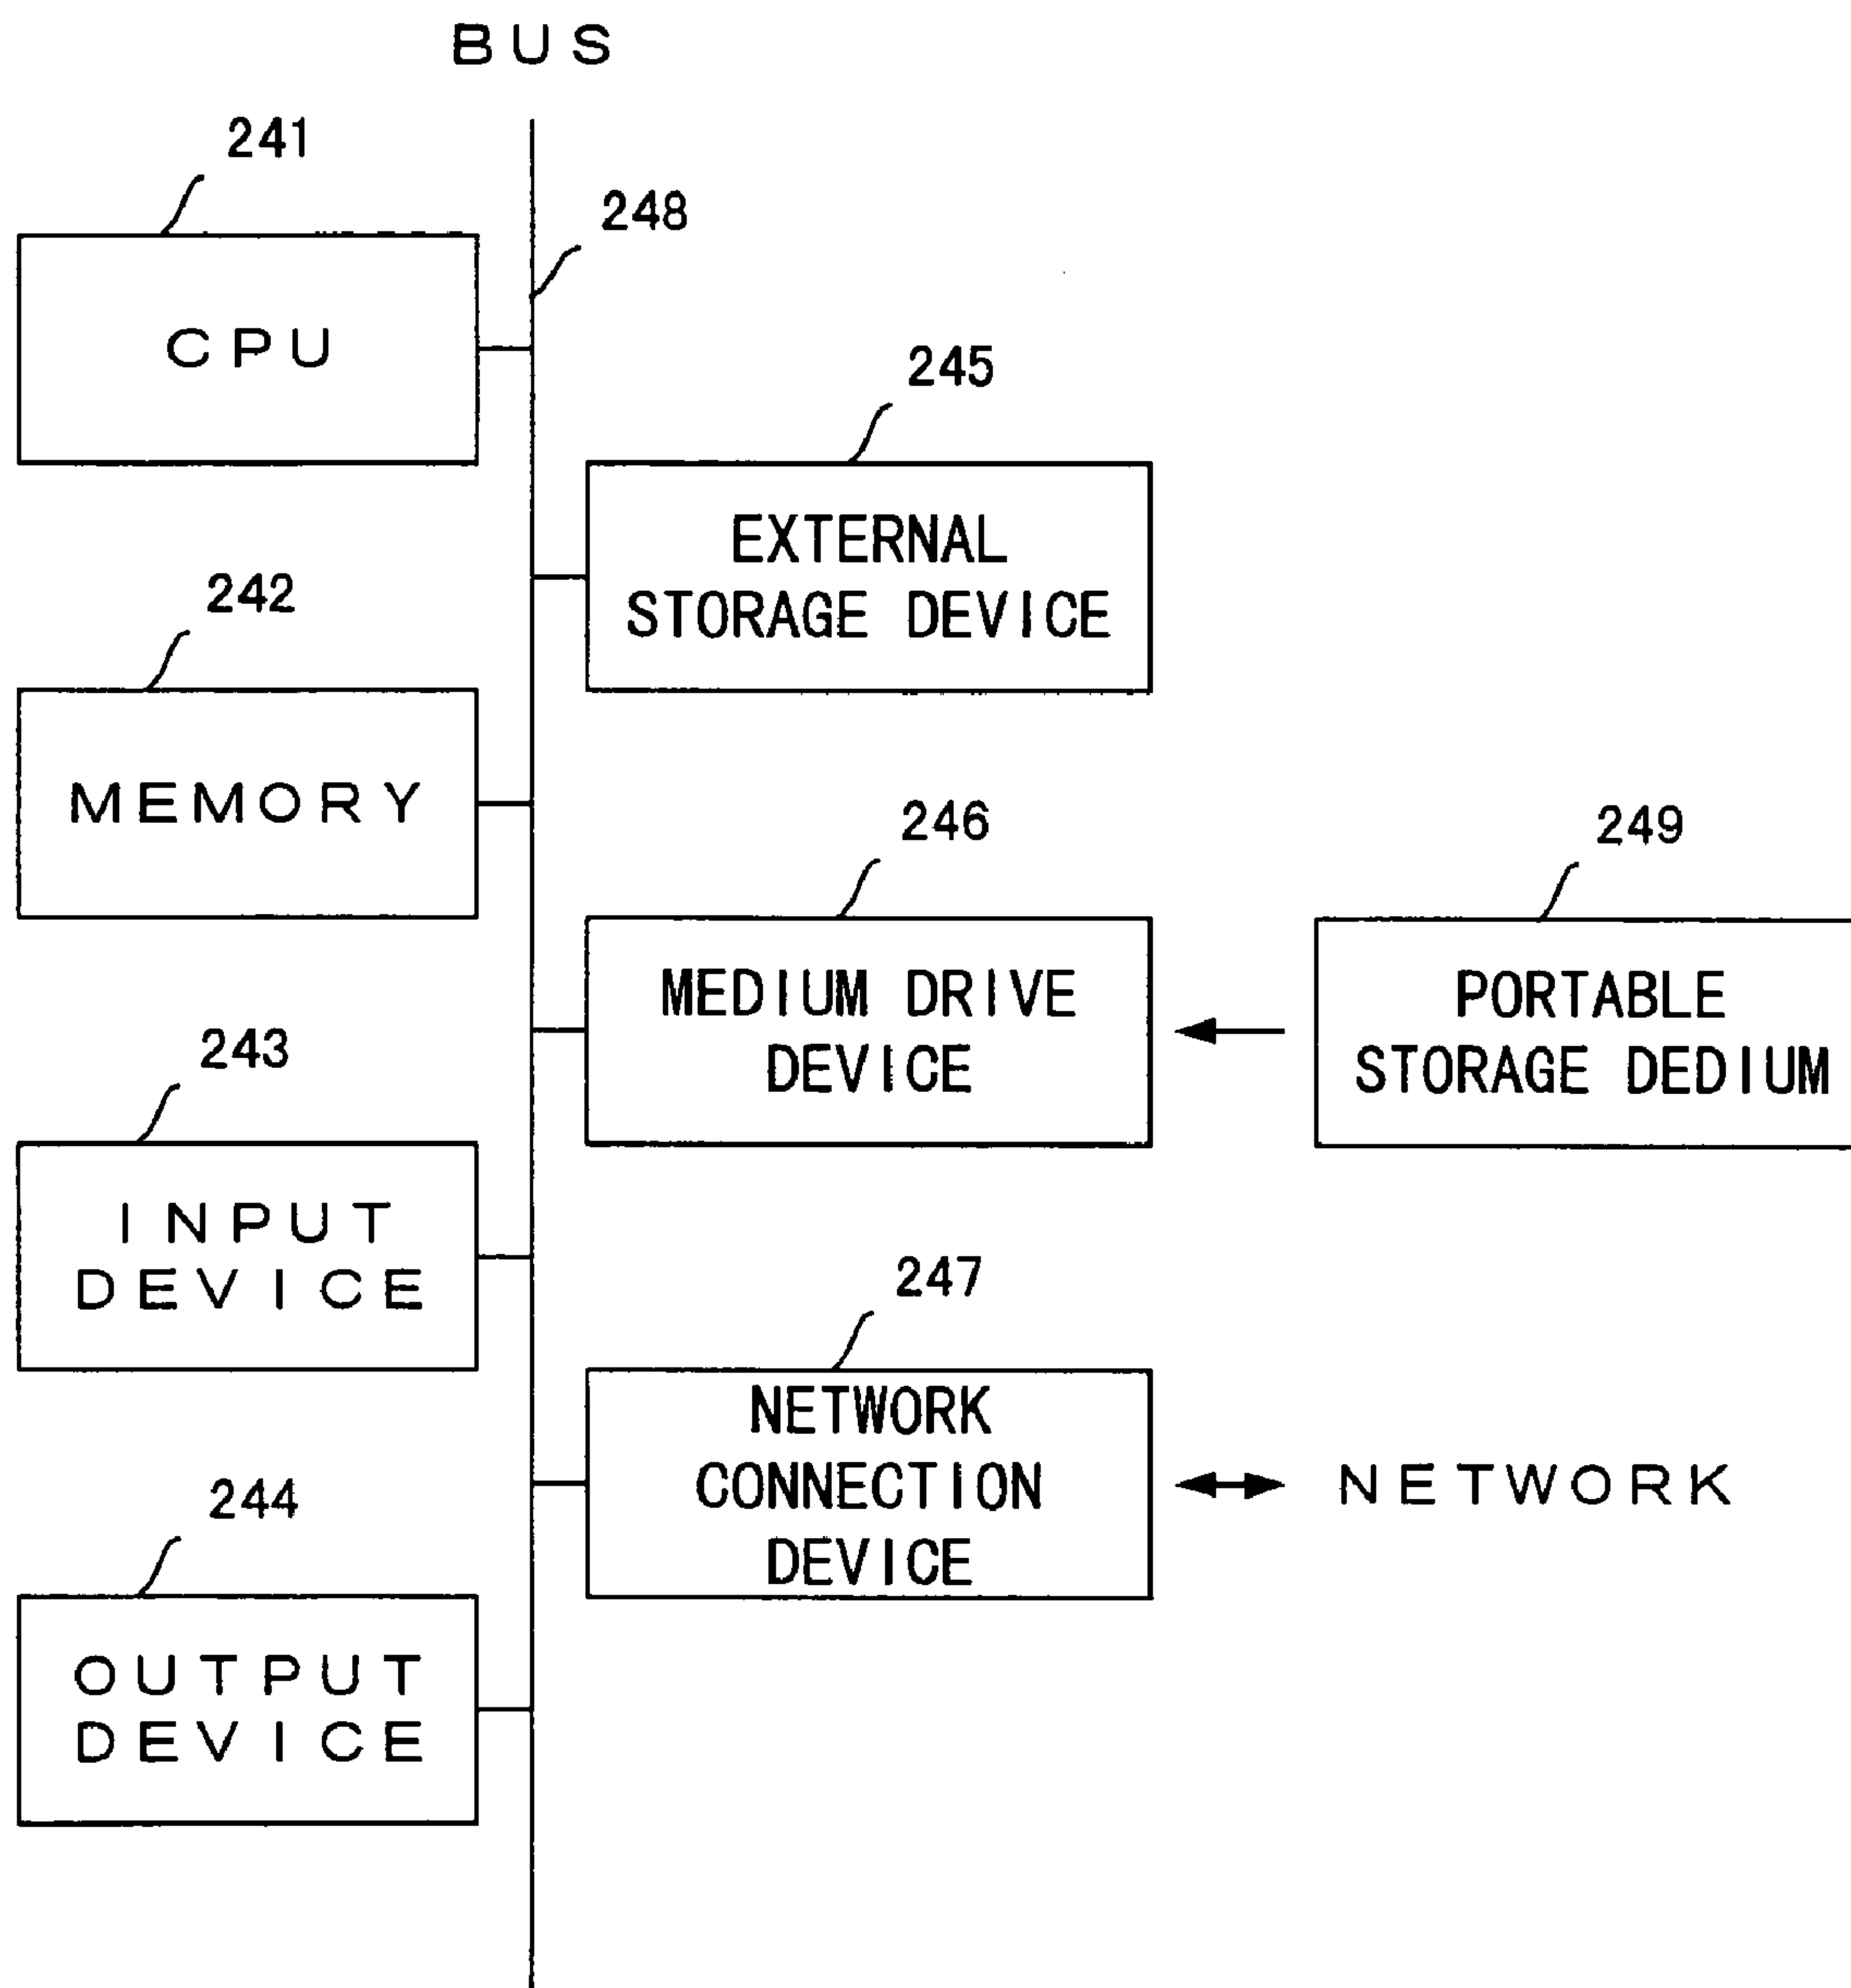 BUS
241
248
CPU
245
EXTERNAL
STORAGE DEVICE
242
MEMORY
246
249
MEDIUM DRIVE
DEVICE
PORTABLE
STORAGE DEDIUM
243
INPUT
DEVICE
247
NETWORK
CONNECTION
DEVICE
NETWORK
244
OUTPUT
DEVICE